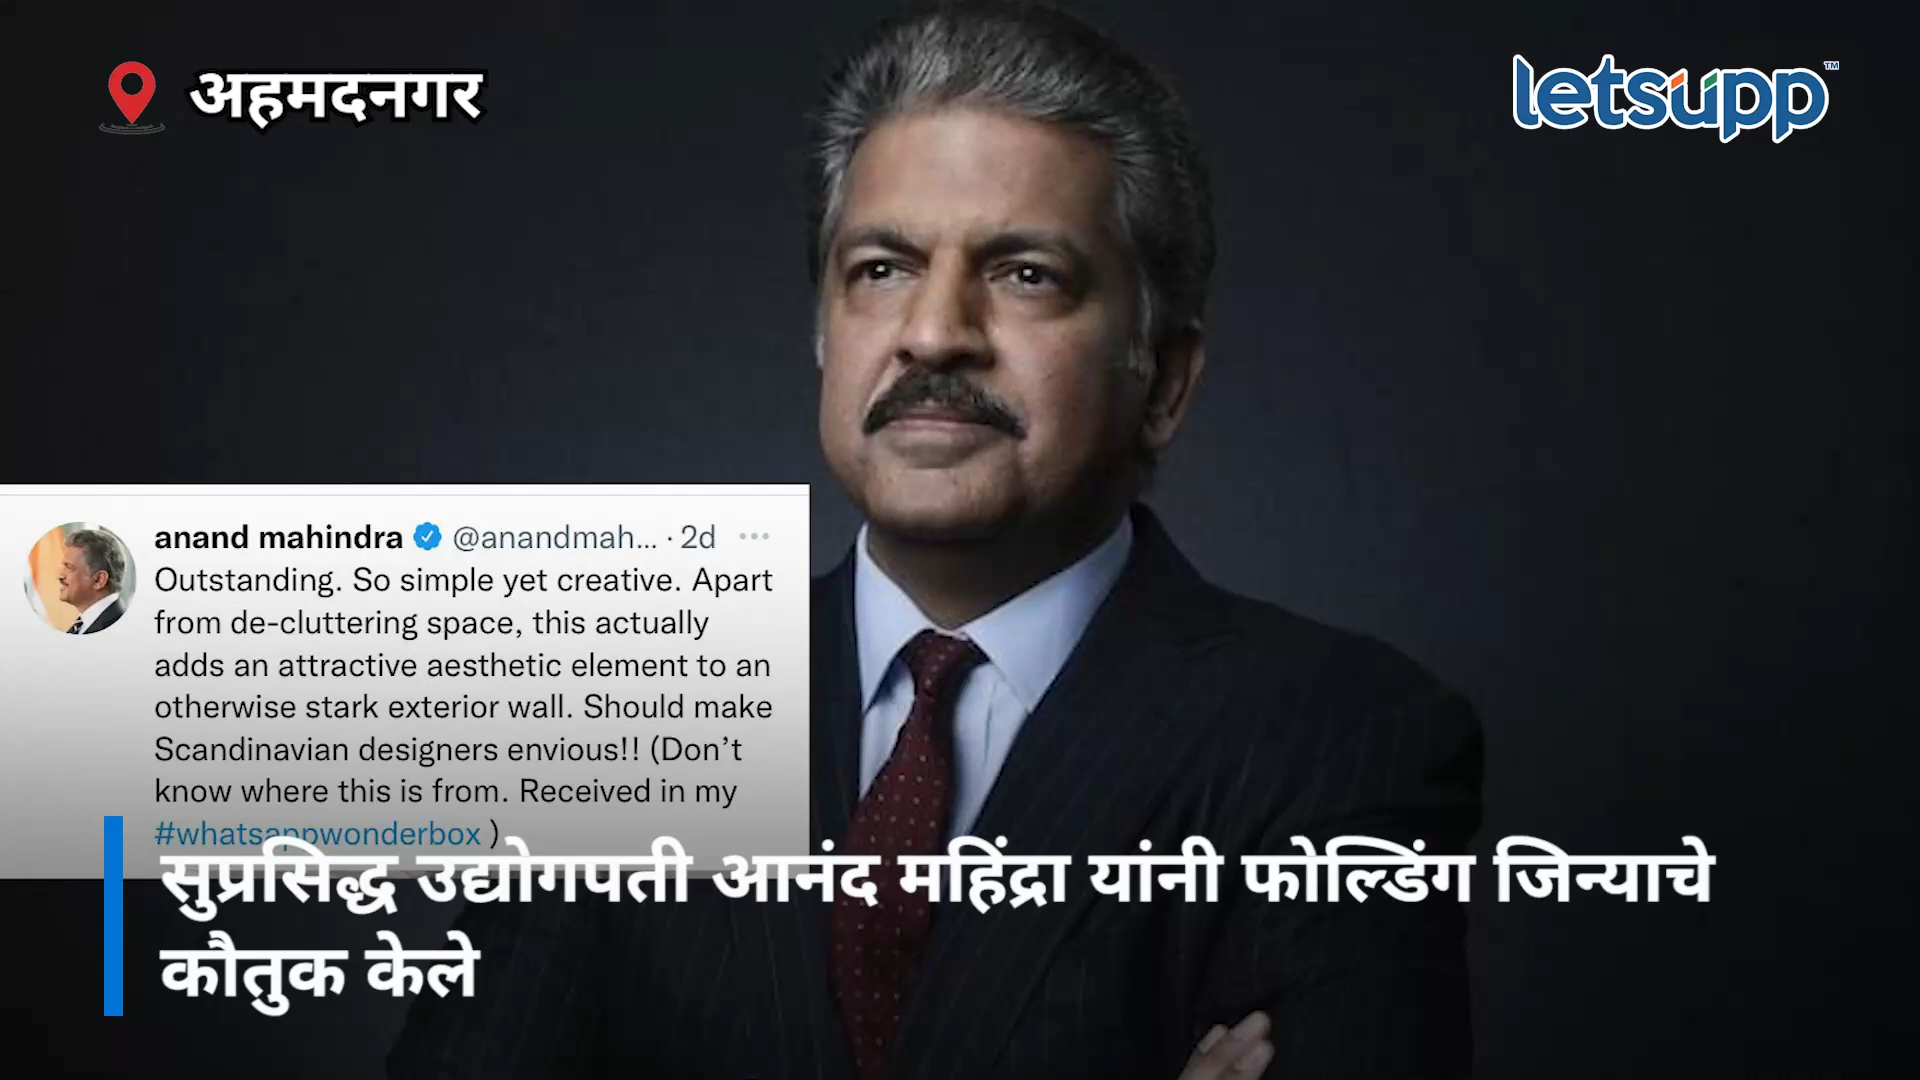 अहमदनगर
letsupp™
anand mahindra @anandmah... · 2d ...
Outstanding. So simple yet creative. Apart
from de-cluttering space, this actually
adds an attractive aesthetic element to an
otherwise stark exterior wall. Should make
Scandinavian designers envious!! (Don’t
know where this is from. Received in my
#whatsappwonderbox )
सुप्रसिद्ध उद्योगपती आनंद महिंद्रा यांनी फोल्डिंग जिन्याचे
कौतुक केले